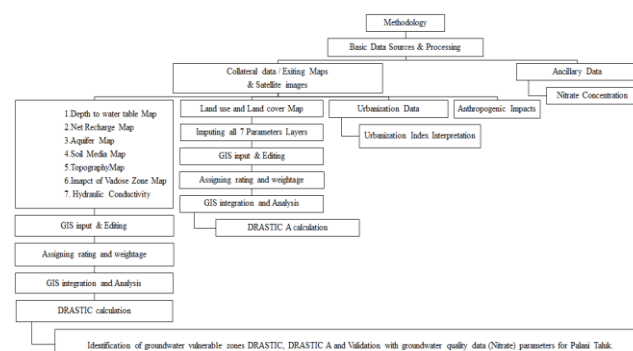 Methodology
Basic Data Sources & Processing
Collateral data / Exiting Maps
& Satellite images
Ancillary Data
Nitrate Concentration
1.Depth to water table Map
2.Net Recharge Map
3.Aquifer Map
4.Soil Media Map
5.TopographyMap
6.Imapct of Vadose Zone Map
7. Hydraulic Conductivity
GIS input & Editing
Assigning rating and weightage
GIS integration and Analysis
DRASTIC calculation
Land use and Land cover Map
Imputing all 7 Parameters Layers
GIS input & Editing
Assigning rating and weightage
GIS integration and Analysis
DRASTIC A calculation
Urbanization Data
Urbanization Index Interpretation
Anthropogenic Impacts
Identification of groundwater vulnerable zones DRASTIC, DRASTIC A and Validation with groundwater quality data (Nitrate) parameters for Palani Taluk.